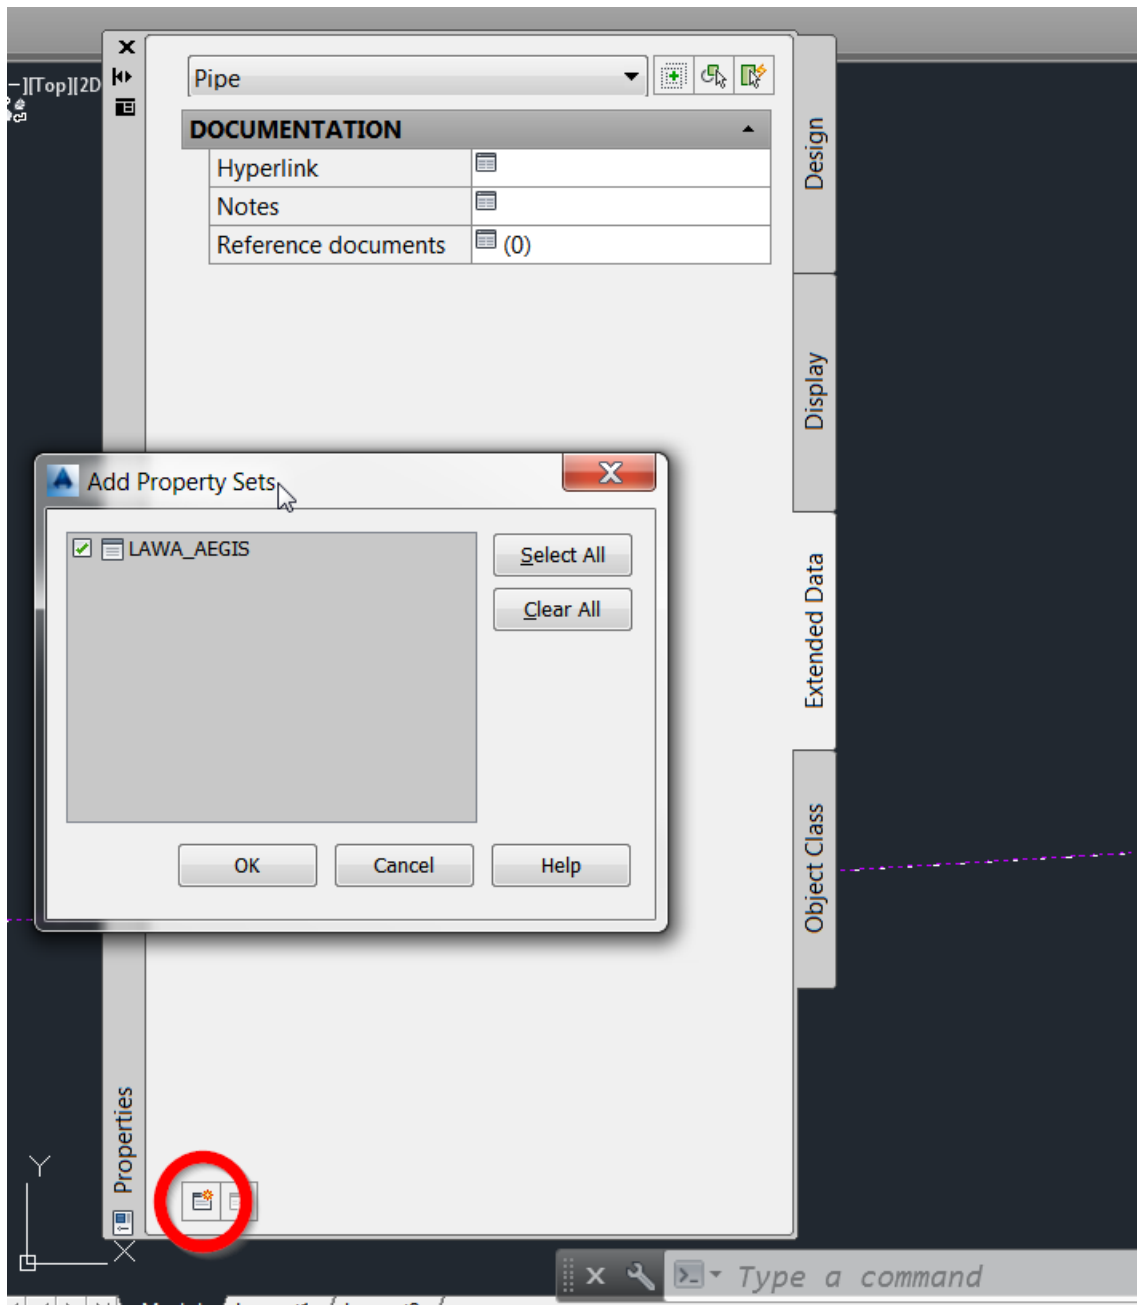 -][Top][2D
Pipe
DOCUMENTATION
Hyperlink
Notes
Reference documents (0)
Design
Display
Extended Data
Object Class
Add Property Sets
LAWA_AEGIS
Select All
Clear All
OK Cancel Help
Properties
Y
X
Type a command